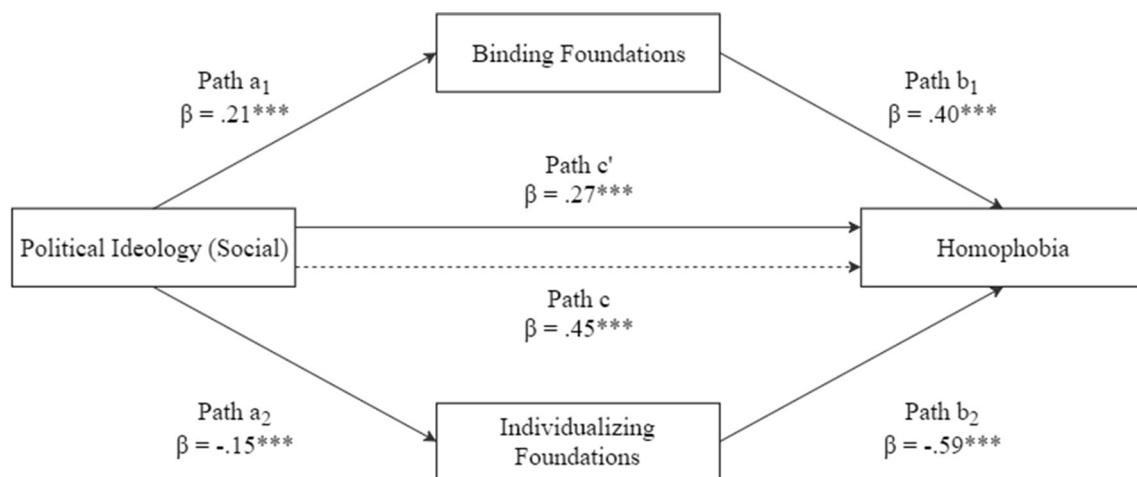 Binding Foundations
Path a1
β = .21***
Path b1
β = .40***
Path c'
β = .27***
Political Ideology (Social)
Homophobia
Path c
β = .45***
Path a2
β = -.15***
Individualizing
Foundations
Path b2
β = -.59***